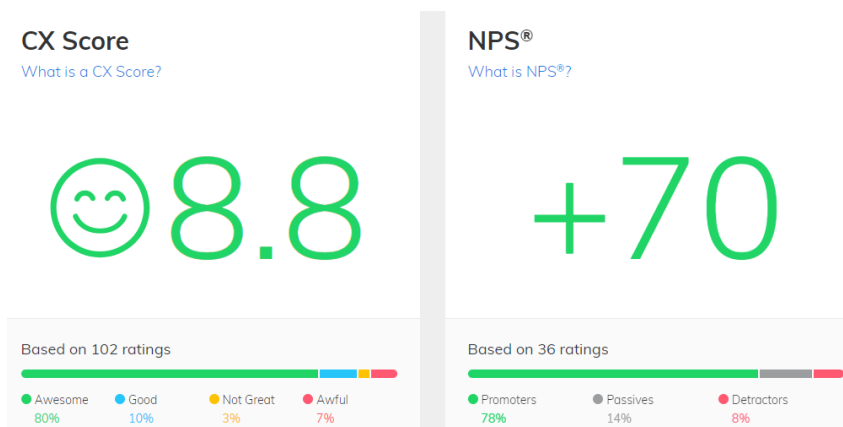 CX Score
What is a CX Score?
8.8
Based on 102 ratings
Awesome
80%
Good
10%
Not Great
3%
Awful
7%
NPS®
What is NPS®?
+70
Based on 36 ratings
Promoters
78%
Passives
14%
Detractors
8%